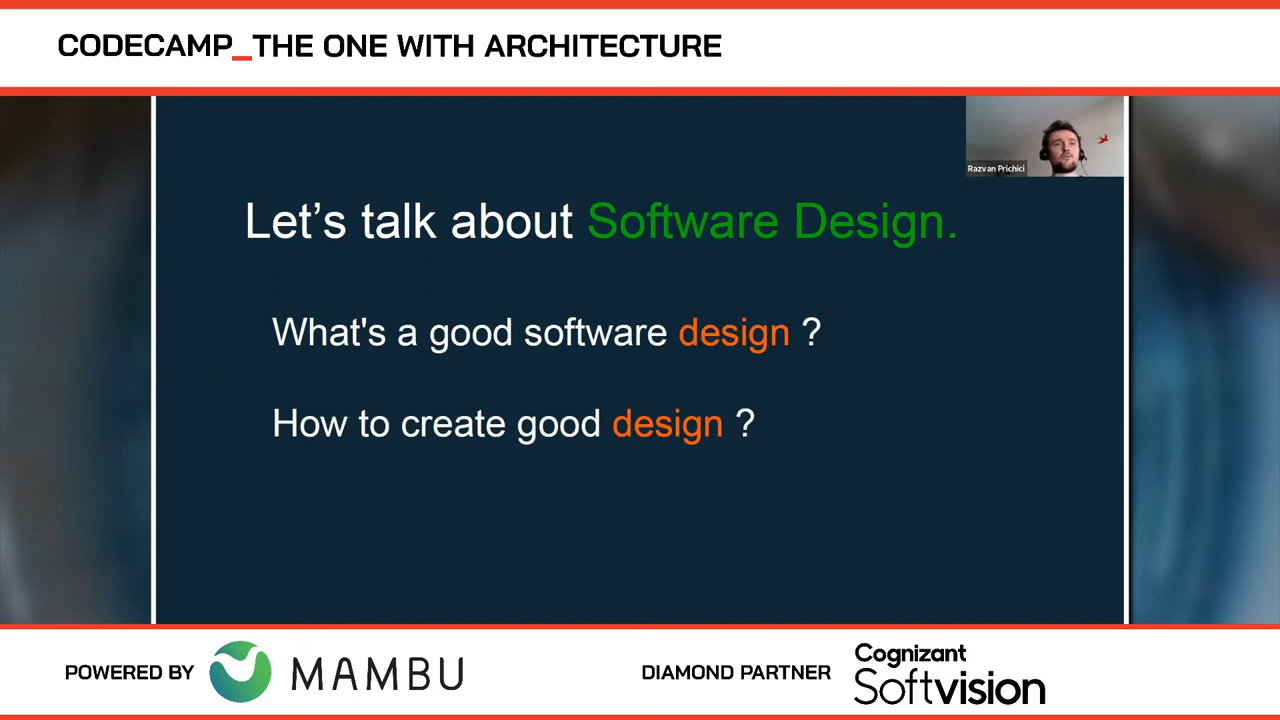 CODECAMP_THE ONE WITH ARCHITECTURE
Razvan Prichici
Let’s talk about Software Design.
What's a good software design ?
How to create good design ?
POWERED BY MAMBU
DIAMOND PARTNER
Cognizant
Softvision